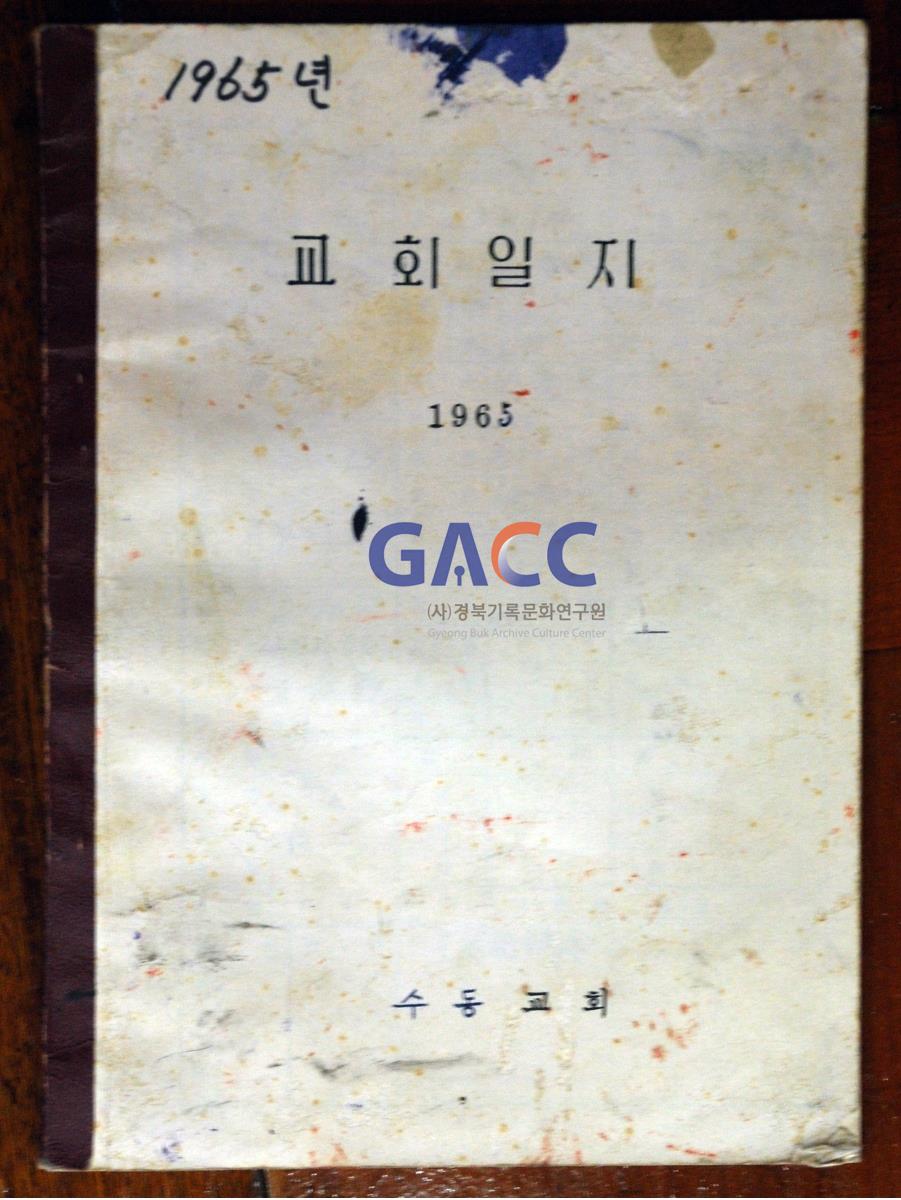 1965년
교회일지
1965
GACC
(사)경북기록문화연구원
Gyeong Buk Archive Culture Center
수동 교회